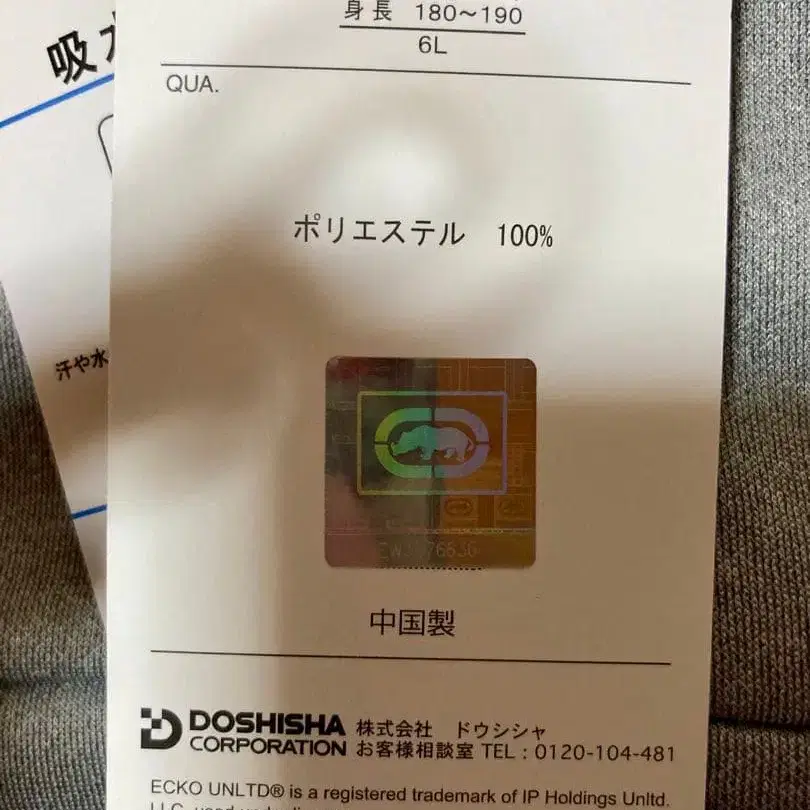 身長 180～190
6L
QUA.
吸
ポリエステル 100%
汗や水
中国製
DOSHISHA
CORPORATION
株式会社 ドウシシャ
お客様相談室 TEL : 0120-104-481
ECKO UNLTD® is a registered trademark of IP Holdings Unltd.